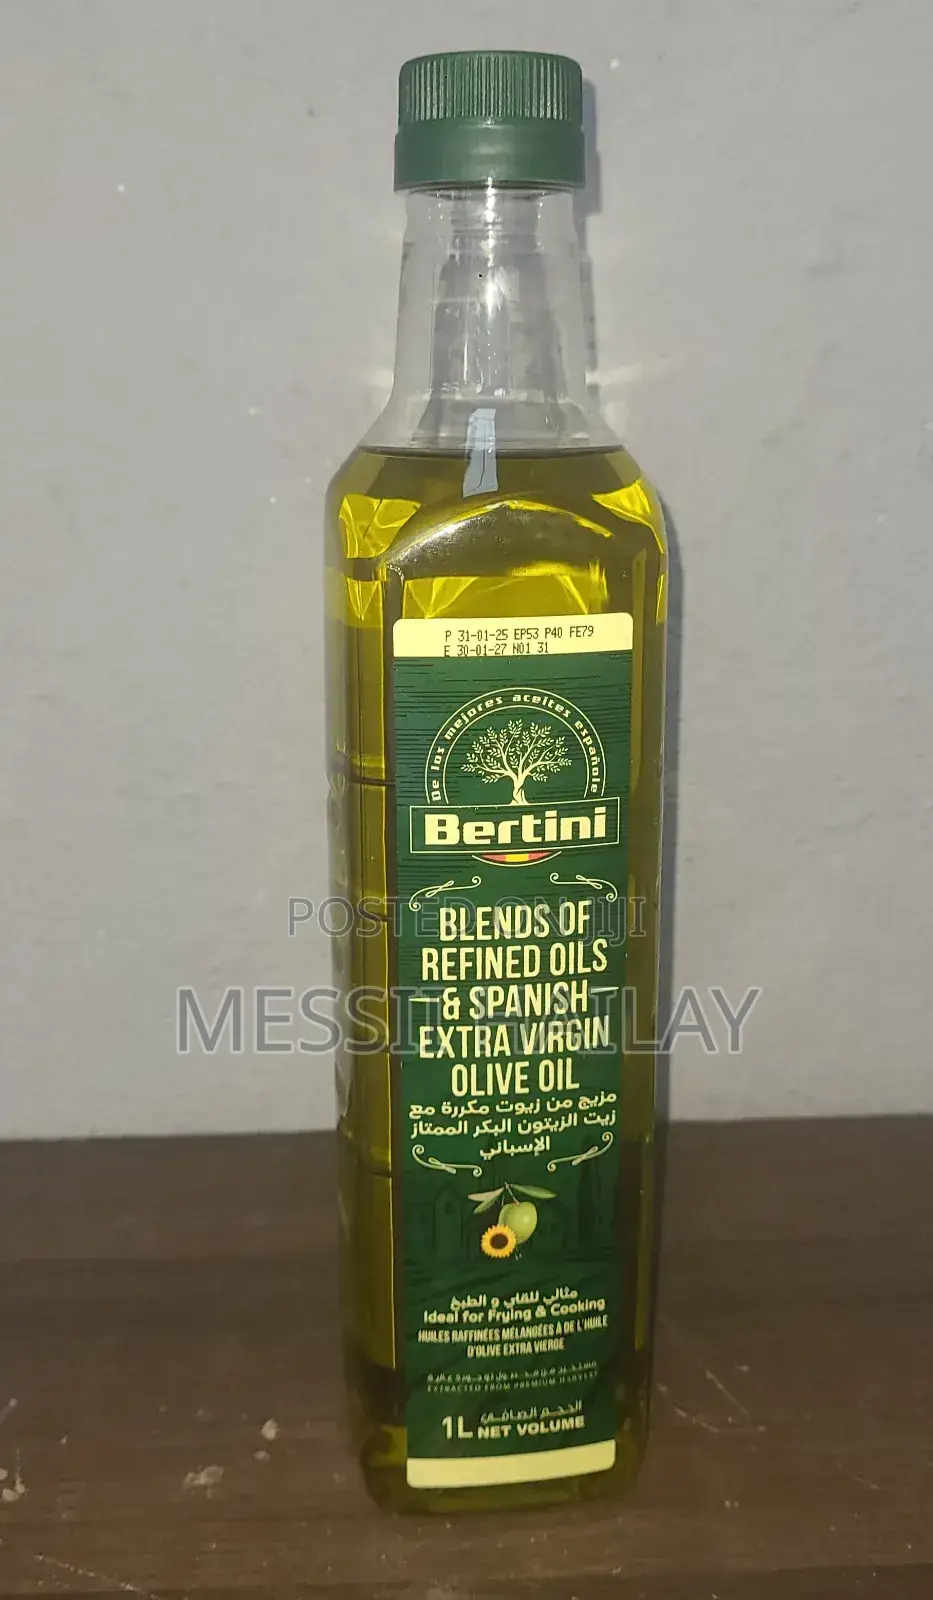 P 31-01-25 EP53 P40 FE79
E 30-01-27 N01 31
De los mejores aceites españole
Bertini
POSTED ON JIJI
BLENDS OF
REFINED OILS
& SPANISH
MESSIT HAILAY
EXTRA VIRGIN
OLIVE OIL
مزيج من زيوت مكررة مع
زيت الزيتون البكر الممتاز
الإسباني
مثالي للقلي و الطبخ
Ideal for Frying & Cooking
HUILES RAFFINÉES MÉLANGÉES À DE L'HUILE
D'OLIVE EXTRA VIERGE
EXTRACTED FROM PREMIUM HARVEST
الحجم الصافي
1L NET VOLUME